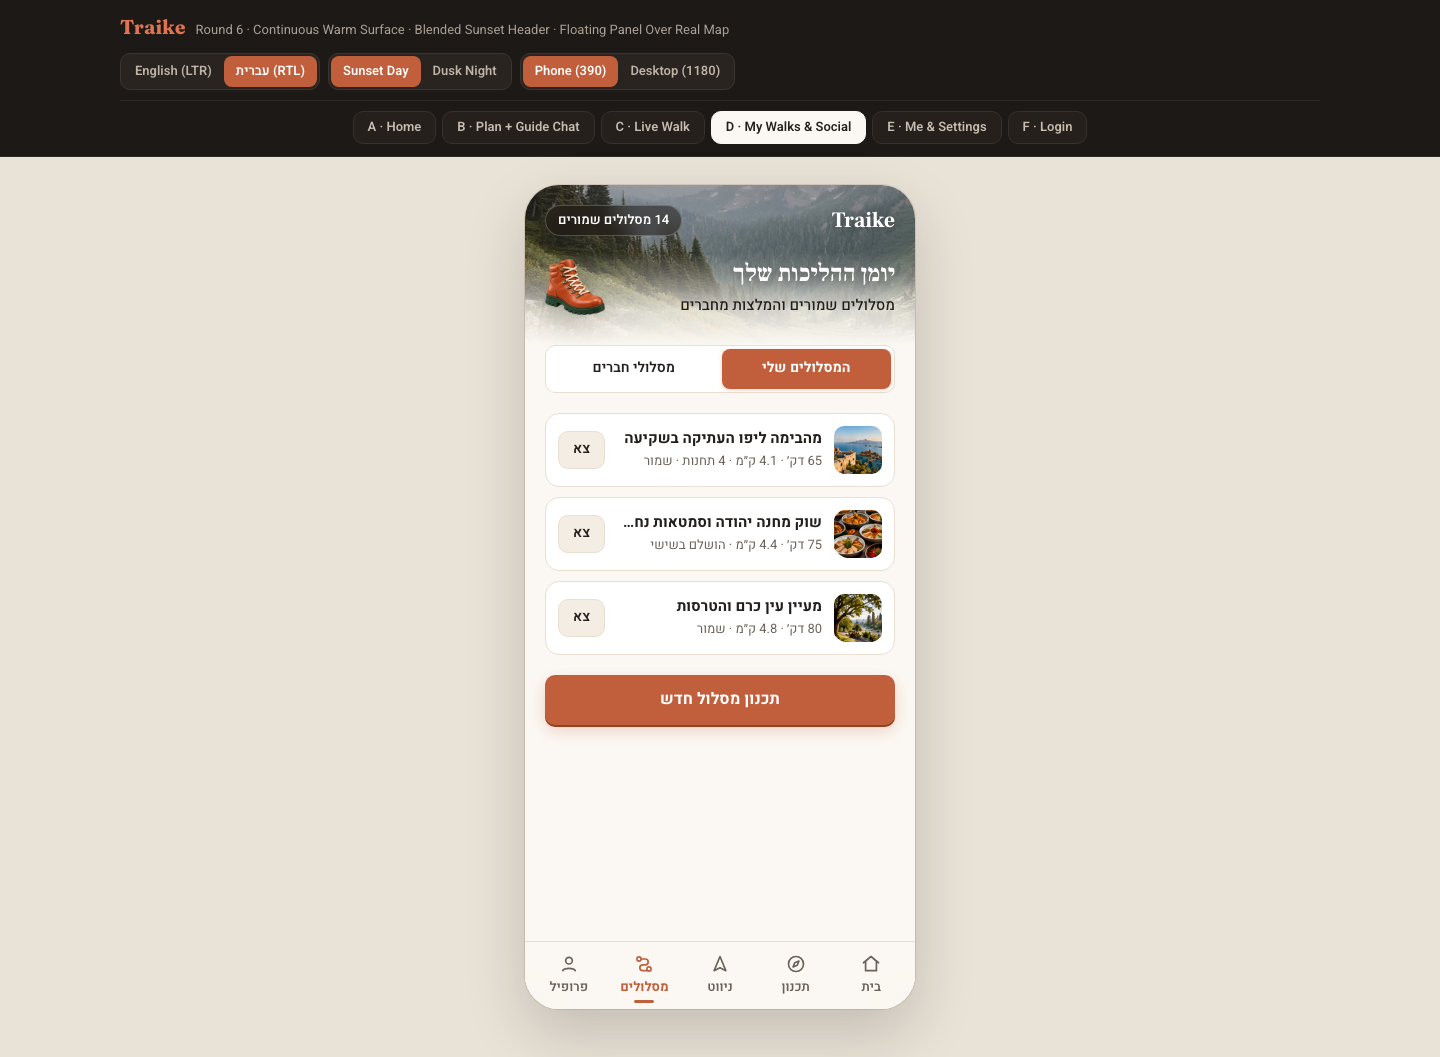 Traike Round 6 · Continuous Warm Surface · Blended Sunset Header · Floating Panel Over Real Map
English (LTR) עברית (RTL) Sunset Day Dusk Night Phone (390) Desktop (1180)
A · Home B · Plan + Guide Chat C · Live Walk D · My Walks & Social E · Me & Settings F · Login
Traike
14 מסלולים שמורים
יומן ההליכות שלך
מסלולים שמורים והמלצות מחברים
המסלולים שלי
מסלולי חברים
מהבימה ליפו העתיקה בשקיעה
65 דק׳ · 4.1 ק״מ · 4 תחנות · שמור
צא
שוק מחנה יהודה וסמטאות נח...
75 דק׳ · 4.4 ק״מ · הושלם בשישי
צא
מעיין עין כרם והטרסות
80 דק׳ · 4.8 ק״מ · שמור
צא
תכנון מסלול חדש
בית
תכנון
ניווט
מסלולים
פרופיל